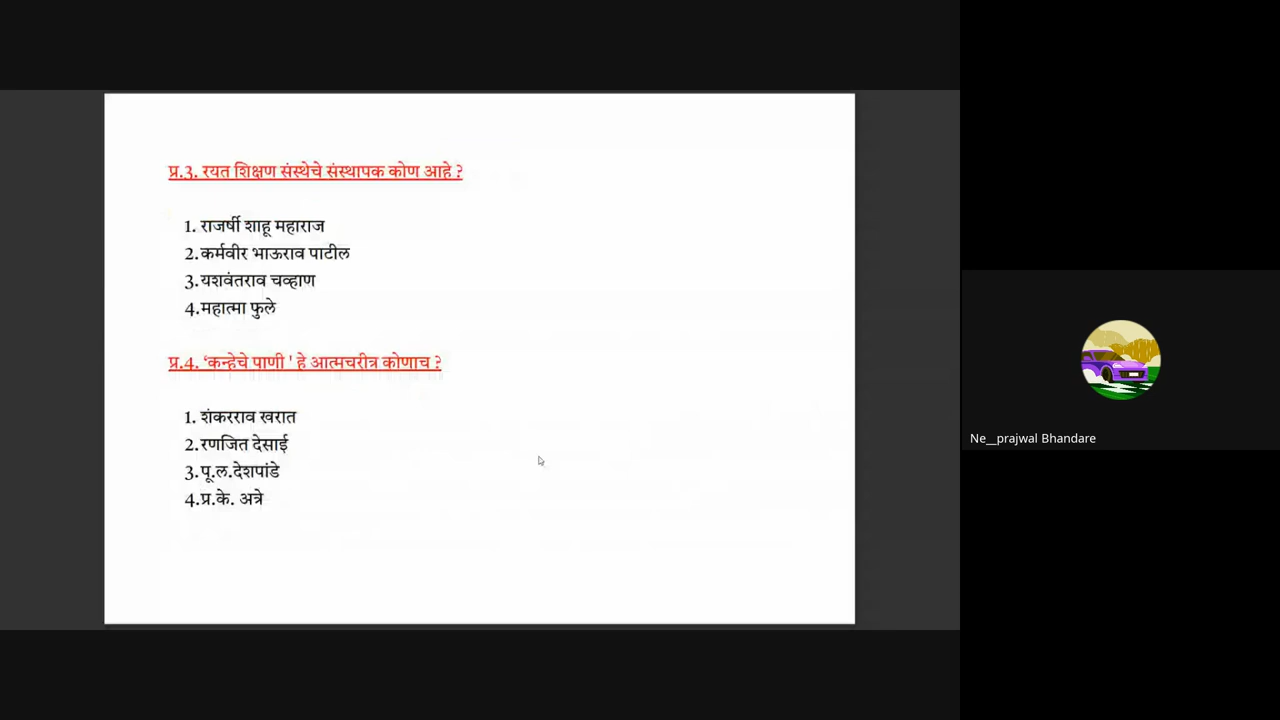 प्र.3. रयत शिक्षण संस्थेचे संस्थापक कोण आहे ?
1. राजर्षी शाहू महाराज
2. कर्मवीर भाऊराव पाटील
3. यशवंतराव चव्हाण
4. महात्मा फुले
प्र.4. ‘कन्हेचे पाणी ' हे आत्मचरीत्र कोणाच ?
1. शंकरराव खरात
2. रणजित देसाई
3. पू.ल.देशपांडे
4. प्र.के. अत्रे
Ne__prajwal Bhandare